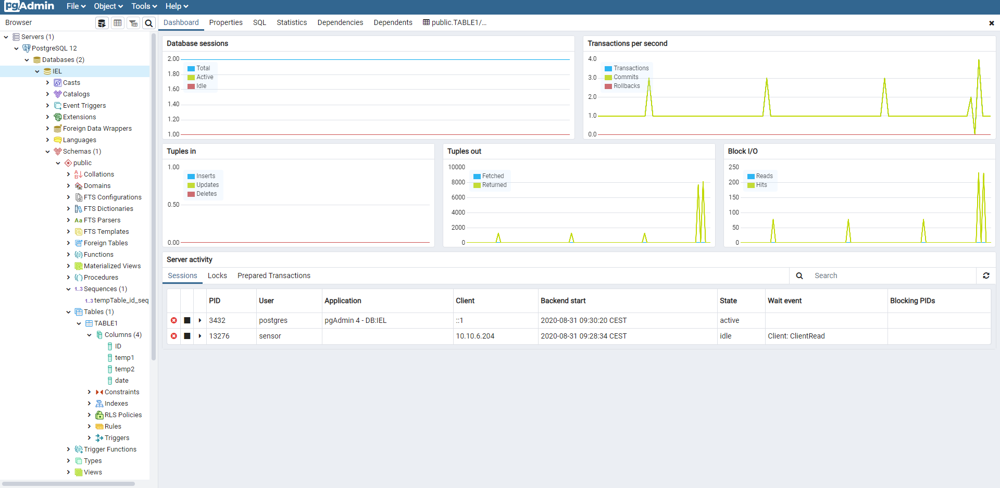 pgAdmin File Object Tools Help
Browser
Dashboard Properties SQL Statistics Dependencies Dependents public.TABLE1/...
Servers (1)
PostgreSQL 12
Databases (2)
IEL
Casts
Catalogs
Event Triggers
Extensions
Foreign Data Wrappers
Languages
Schemas (1)
public
Collations
Domains
FTS Configurations
FTS Dictionaries
Aa FTS Parsers
FTS Templates
Foreign Tables
Functions
Materialized Views
Procedures
1..3 Sequences (1)
1..3 tempTable_id_seq
Tables (1)
TABLE1
Columns (4)
ID
temp1
temp2
date
Constraints
Indexes
RLS Policies
Rules
Triggers
Trigger Functions
Types
Views
Database sessions
2.00
1.80
1.60
1.40
1.20
1.00
Total
Active
Idle
Transactions per second
4.0
3.0
2.0
1.0
0.0
Transactions
Commits
Rollbacks
Tuples in
1.00
0.50
0.00
Inserts
Updates
Deletes
Tuples out
10000
8000
6000
4000
2000
0
Fetched
Returned
Block I/O
250
200
150
100
50
0
Reads
Hits
Server activity
Sessions Locks Prepared Transactions Search
PID User Application Client Backend start State Wait event Blocking PIDs
3432 postgres pgAdmin 4 - DB:IEL ::1 2020-08-31 09:30:20 CEST active
13276 sensor 10.10.6.204 2020-08-31 09:28:34 CEST idle Client: ClientRead